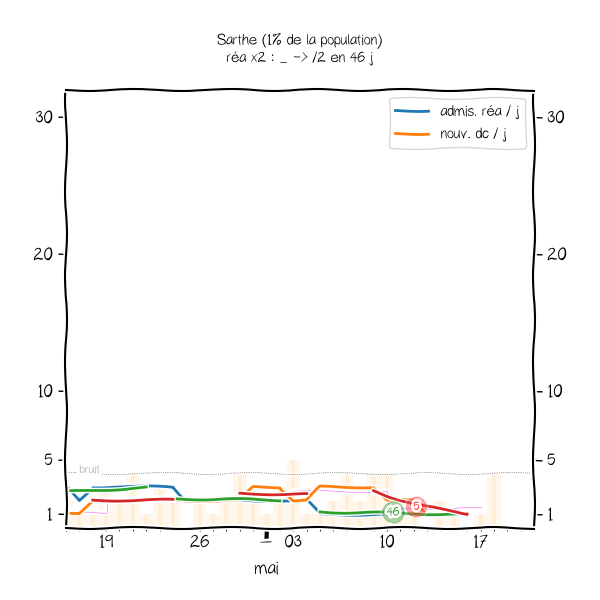 Sarthe (1% de la population)
réa x2 : _ -> /2 en 46 j
admis. réa / j
nouv. dc / j
30 30
20 20
10 10
5 5
bruit
46 5
1 1
19 26 03 10 17
mai